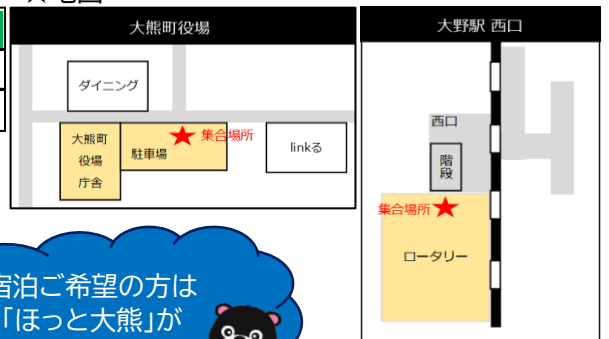 大熊町役場
ダイニング
大熊町
役場
庁舎
駐車場
集合場所
linkる
大野駅 西口
西口
階
段
集合場所
ロータリー
宿泊ご希望の方は
「ほっと大熊」が